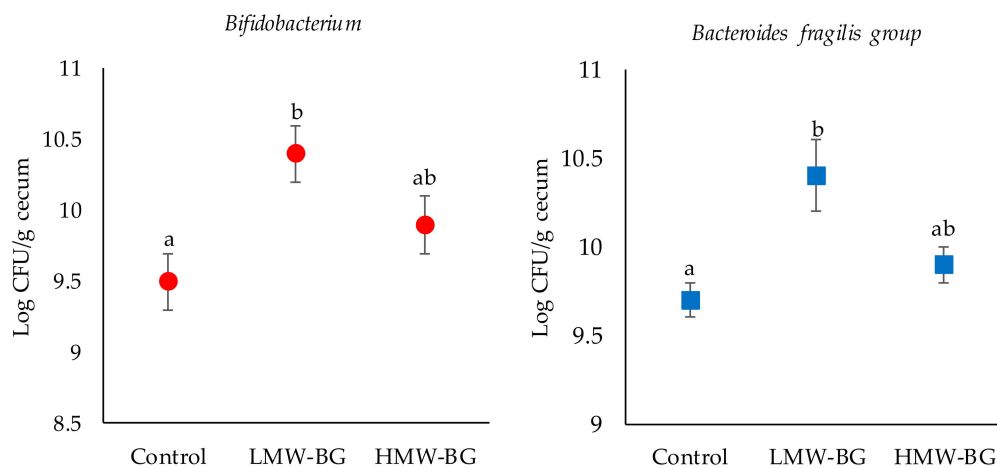 Bifidobacterium
Log CFU/g cecum
11
10.5
10
9.5
9
8.5
a
b
ab
Control LMW-BG HMW-BG
Bacteroides fragilis group
Log CFU/g cecum
11
10.5
10
9.5
9
a
b
ab
Control LMW-BG HMW-BG